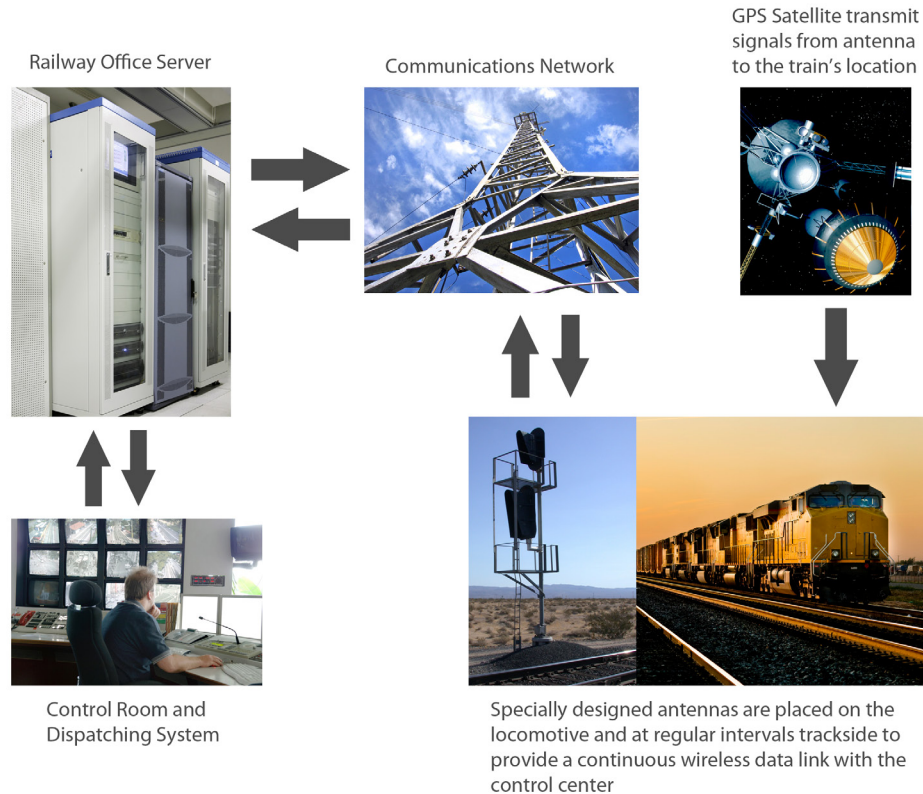 Railway Office Server
Communications Network
GPS Satellite transmit
signals from antenna
to the train's location
Control Room and
Dispatching System
Specially designed antennas are placed on the
locomotive and at regular intervals trackside to
provide a continuous wireless data link with the
control center